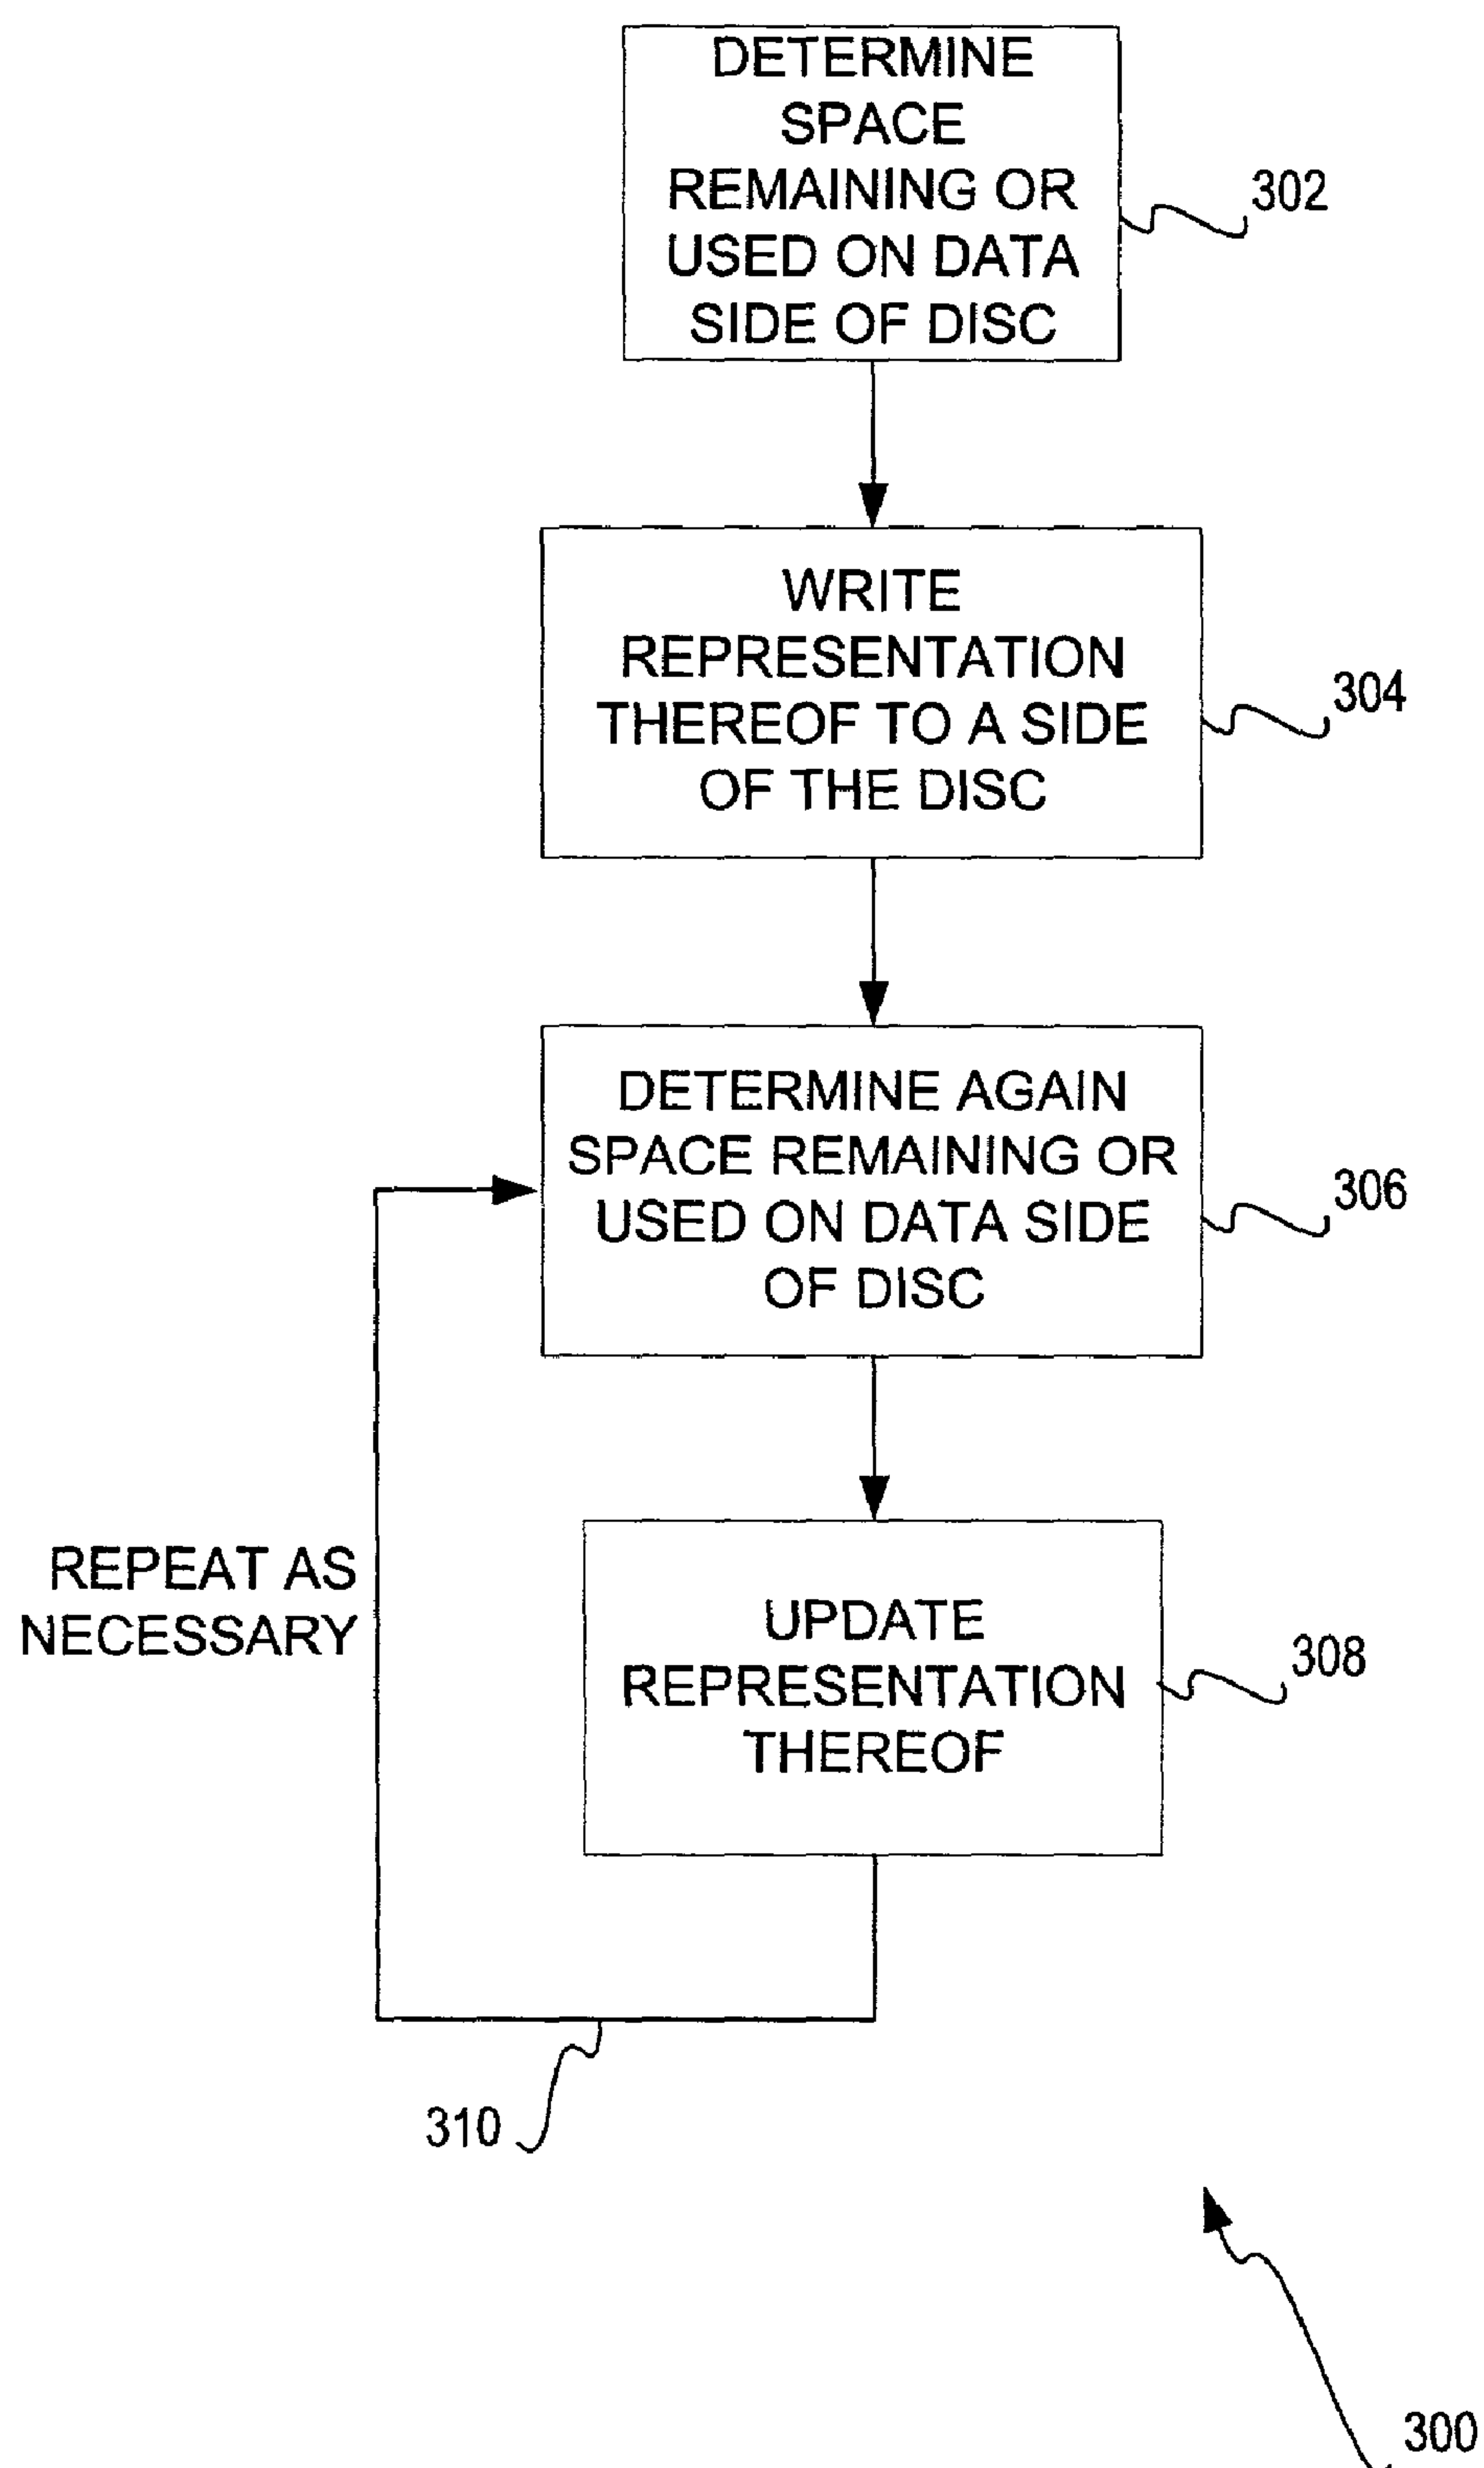 DETERMINE
SPACE
REMAINING OR
USED ON DATA
SIDE OF DISC
302
WRITE
REPRESENTATION
THEREOF TO A SIDE
OF THE DISC
304
DETERMINE AGAIN
SPACE REMAINING OR
USED ON DATA SIDE
OF DISC
306
REPEAT AS
NECESSARY
UPDATE
REPRESENTATION
THEREOF
308
310
300